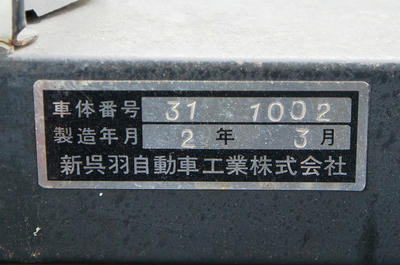 車体番号 31 1002
製造年月 2年 3月
新呉羽自動車工業株式会社